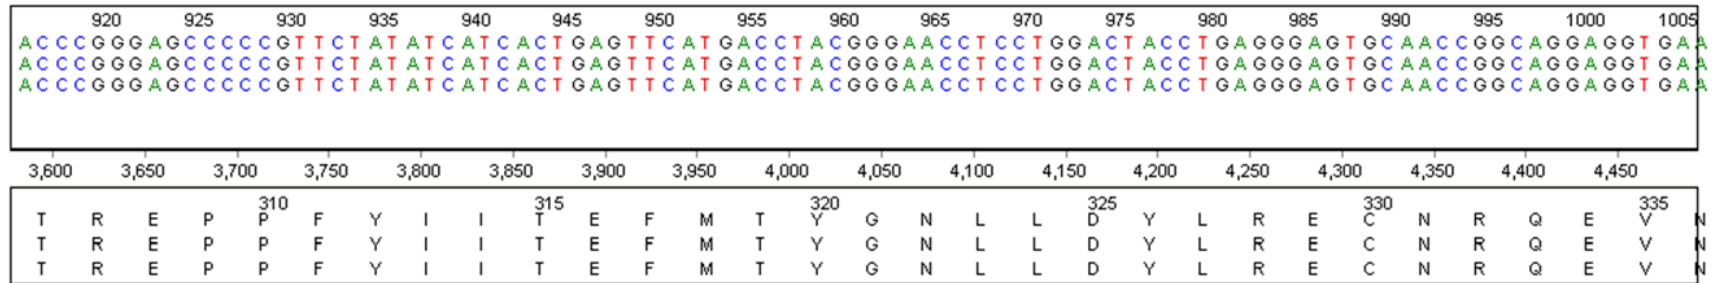 920 925 930 935 940 945 950 955 960 965 970 975 980 985 990 995 1000 1005
A C C C G G G A G C C C C C G T T C T A T A T C A T C A C T G A G T T C A T G A C C T A C G G G A A C C T C C T G G A C T A C C T G A G G G A G T G C A A C C G G C A G G A G G T G A A
A C C C G G G A G C C C C C G T T C T A T A T C A T C A C T G A G T T C A T G A C C T A C G G G A A C C T C C T G G A C T A C C T G A G G G A G T G C A A C C G G C A G G A G G T G A A
A C C C G G G A G C C C C C G T T C T A T A T C A T C A C T G A G T T C A T G A C C T A C G G G A A C C T C C T G G A C T A C C T G A G G G A G T G C A A C C G G C A G G A G G T G A A
3,600 3,650 3,700 3,750 3,800 3,850 3,900 3,950 4,000 4,050 4,100 4,150 4,200 4,250 4,300 4,350 4,400 4,450
310 315 320 325 330 335
T R E P P F Y I I T E F M T Y G N L L D Y L R E C N R Q E V N
T R E P P F Y I I T E F M T Y G N L L D Y L R E C N R Q E V N
T R E P P F Y I I T E F M T Y G N L L D Y L R E C N R Q E V N